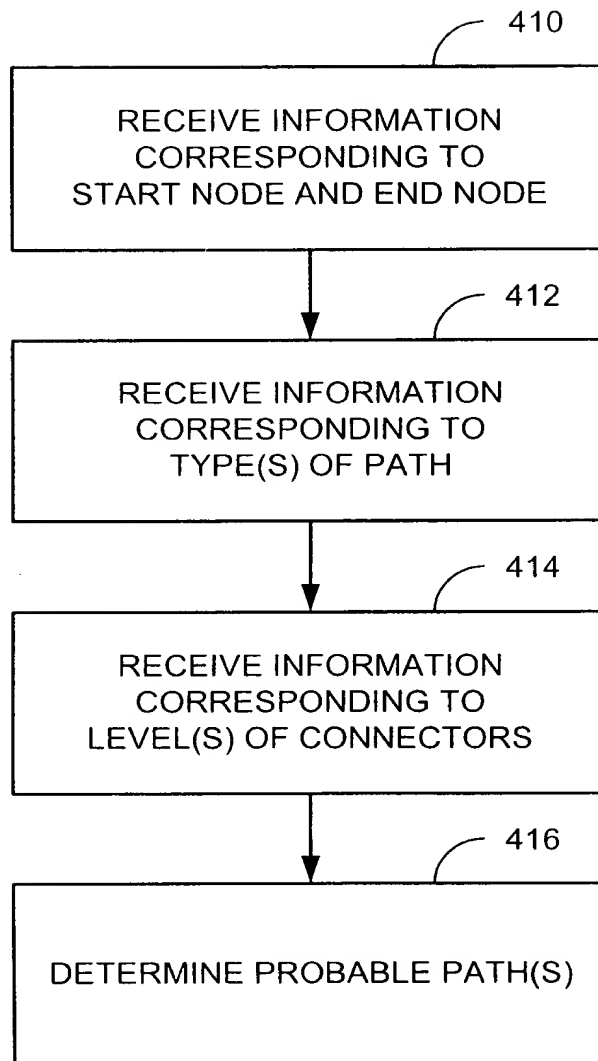 410
RECEIVE INFORMATION
CORRESPONDING TO
START NODE AND END NODE
412
RECEIVE INFORMATION
CORRESPONDING TO
TYPE(S) OF PATH
414
RECEIVE INFORMATION
CORRESPONDING TO
LEVEL(S) OF CONNECTORS
416
DETERMINE PROBABLE PATH(S)